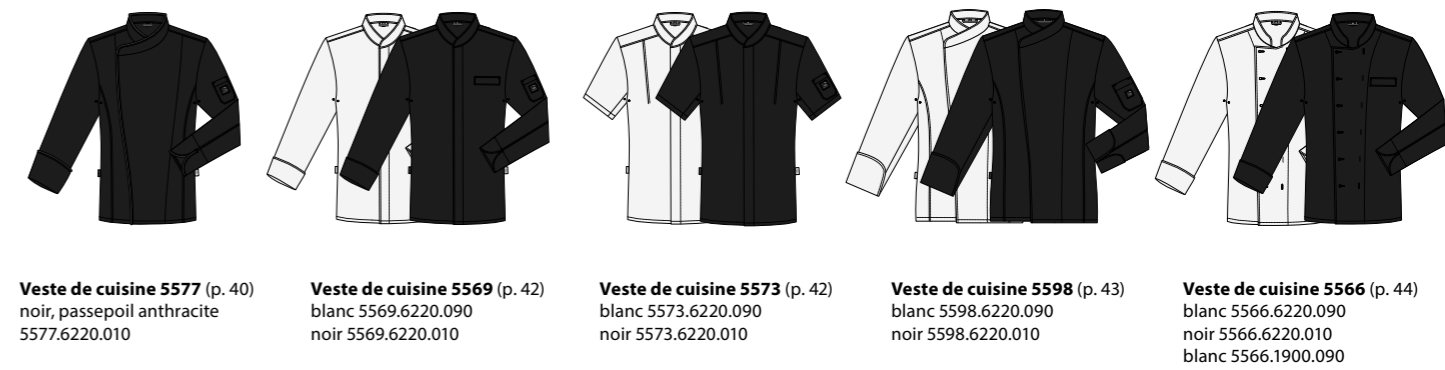 Veste de cuisine 5577 (p. 40)
noir, passepoil anthracite
5577.6220.010
Veste de cuisine 5569 (p. 42)
blanc 5569.6220.090
noir 5569.6220.010
Veste de cuisine 5573 (p. 42)
blanc 5573.6220.090
noir 5573.6220.010
Veste de cuisine 5598 (p. 43)
blanc 5598.6220.090
noir 5598.6220.010
Veste de cuisine 5566 (p. 44)
blanc 5566.6220.090
noir 5566.6220.010
blanc 5566.1900.090